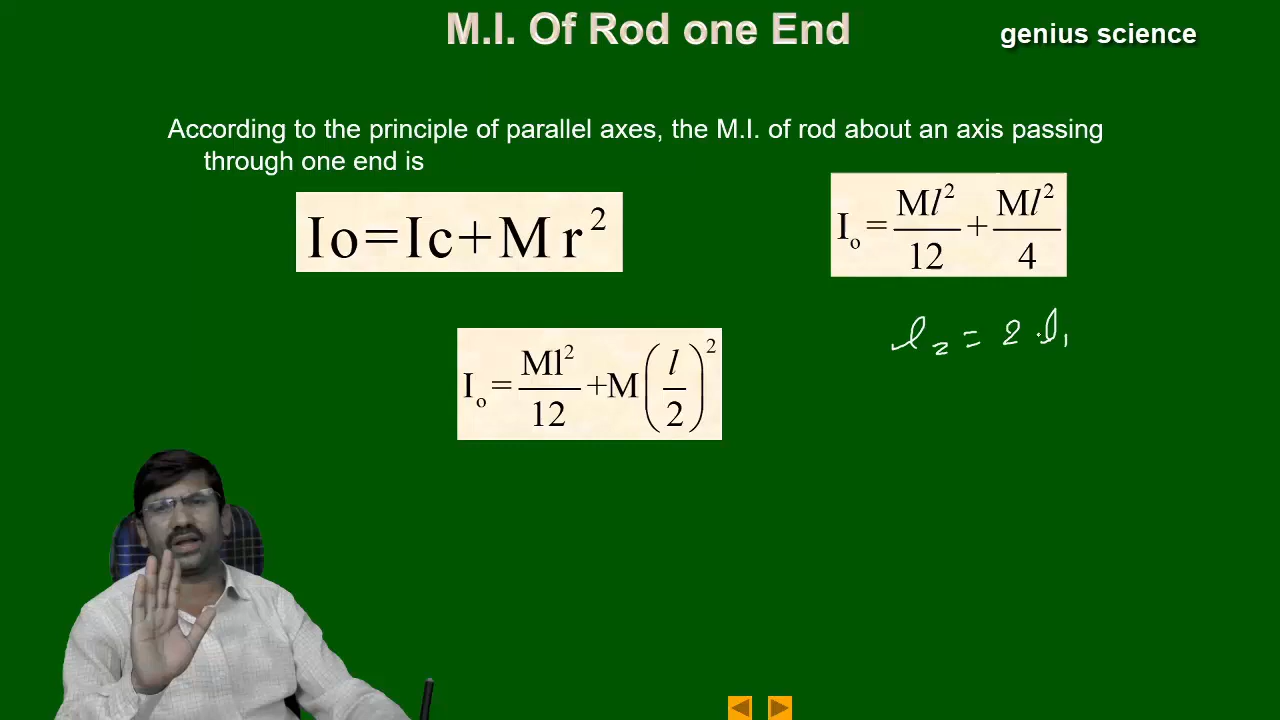 M.I. Of Rod one End
genius science
According to the principle of parallel axes, the M.I. of rod about an axis passing
through one end is
Io=Ic+Mr²
Iₒ = Ml²/12 + Ml²/4
l₂ = 2 · l₁
Iₒ = Ml²/12 + M(l/2)²